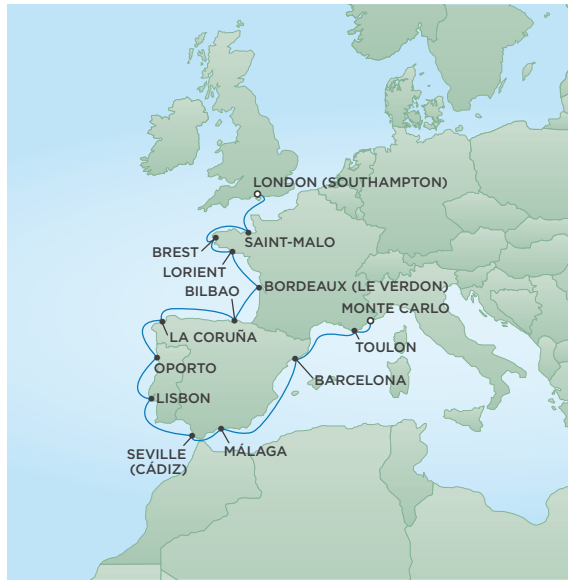 LONDON (SOUTHAMPTON)
SAINT-MALO
BREST
LORIENT
BORDEAUX (LE VERDON)
BILBAO
MONTE CARLO
LA CORUÑA
TOULON
OPORTO
BARCELONA
LISBON
SEVILLE
(CÁDIZ)
MÁLAGA